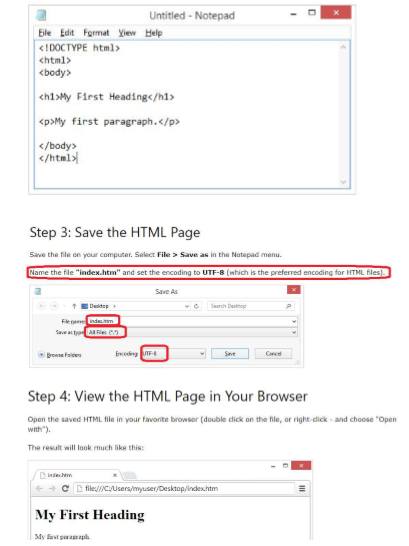 Untitled - Notepad
File Edit Format View Help
<!DOCTYPE html>
<html>
<body>
<h1>My First Heading</h1>
<p>My first paragraph.</p>
</body>
</html>
Step 3: Save the HTML Page
Save the file on your computer. Select File > Save as in the Notepad menu.
Name the file "index.htm" and set the encoding to UTF-8 (which is the preferred encoding for HTML files).
Save As
Desktop
Search Desktop
File name: index.htm
Save as type: All Files (*.*)
Browse Folders Encoding: UTF-8 Save Cancel
Step 4: View the HTML Page in Your Browser
Open the saved HTML file in your favorite browser (double click on the file, or right-click - and choose "Open
with").
The result will look much like this:
index.htm
file:///C:/Users/myuser/Desktop/index.htm
My First Heading
My first paragraph.